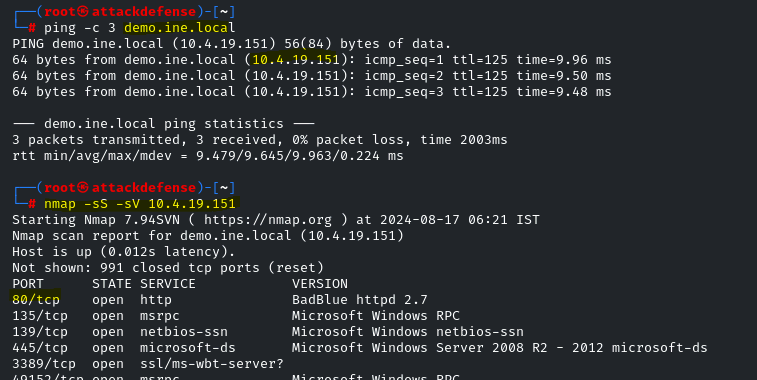 ┌──(root㉿attackdefense)-[~]
└─# ping -c 3 demo.ine.local
PING demo.ine.local (10.4.19.151) 56(84) bytes of data.
64 bytes from demo.ine.local (10.4.19.151): icmp_seq=1 ttl=125 time=9.96 ms
64 bytes from demo.ine.local (10.4.19.151): icmp_seq=2 ttl=125 time=9.50 ms
64 bytes from demo.ine.local (10.4.19.151): icmp_seq=3 ttl=125 time=9.48 ms
--- demo.ine.local ping statistics ---
3 packets transmitted, 3 received, 0% packet loss, time 2003ms
rtt min/avg/max/mdev = 9.479/9.645/9.963/0.224 ms
┌──(root㉿attackdefense)-[~]
└─# nmap -sS -sV 10.4.19.151
Starting Nmap 7.94SVN ( https://nmap.org ) at 2024-08-17 06:21 IST
Nmap scan report for demo.ine.local (10.4.19.151)
Host is up (0.012s latency).
Not shown: 991 closed tcp ports (reset)
PORT      STATE SERVICE            VERSION
80/tcp    open  http               BadBlue httpd 2.7
135/tcp   open  msrpc              Microsoft Windows RPC
139/tcp   open  netbios-ssn        Microsoft Windows netbios-ssn
445/tcp   open  microsoft-ds       Microsoft Windows Server 2008 R2 - 2012 microsoft-ds
3389/tcp  open  ssl/ms-wbt-server?
49152/tcp open  msrpc              Microsoft Windows RPC